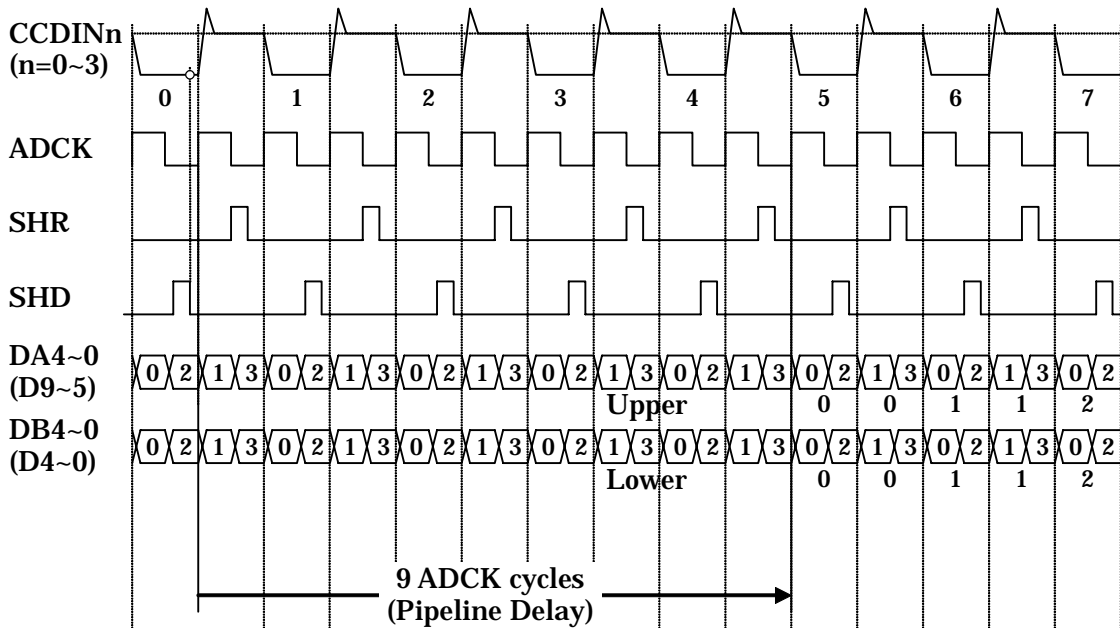 CCDINn
(n=0~3)
0 1 2 3 4 5 6 7
ADCK
SHR
SHD
DA4~0
(D9~5)
0 2 1 3 0 2 1 3 0 2 1 3 0 2 1 3 0 2 1 3 0 2 1 3 0 2 1 3 0 2
Upper 0 0 1 1 2
DB4~0
(D4~0)
0 2 1 3 0 2 1 3 0 2 1 3 0 2 1 3 0 2 1 3 0 2 1 3 0 2 1 3 0 2
Lower 0 0 1 1 2
9 ADCK cycles
(Pipeline Delay)